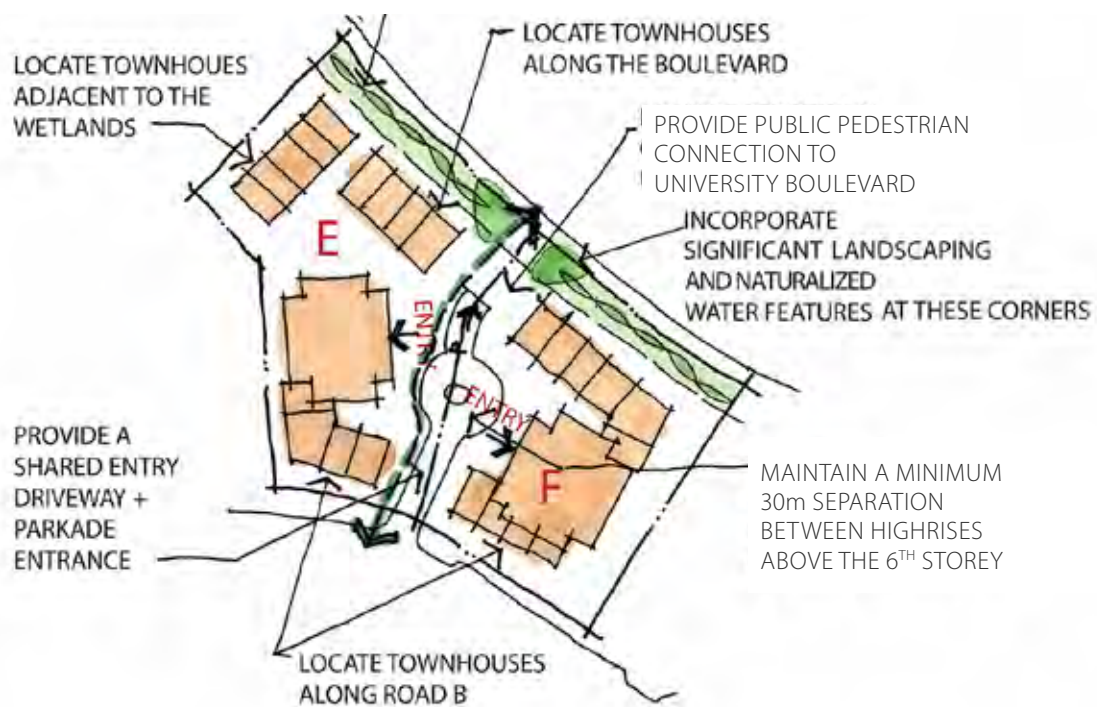 LOCATE TOWNHOUES
ADJACENT TO THE
WETLANDS
LOCATE TOWNHOUSES
ALONG THE BOULEVARD
PROVIDE PUBLIC PEDESTRIAN
CONNECTION TO
UNIVERSITY BOULEVARD
INCORPORATE
SIGNIFICANT LANDSCAPING
AND NATURALIZED
WATER FEATURES AT THESE CORNERS
E
ENTRY
ENTRY
F
PROVIDE A
SHARED ENTRY
DRIVEWAY +
PARKADE
ENTRANCE
MAINTAIN A MINIMUM
30m SEPARATION
BETWEEN HIGHRISES
ABOVE THE 6TH STOREY
LOCATE TOWNHOUSES
ALONG ROAD B